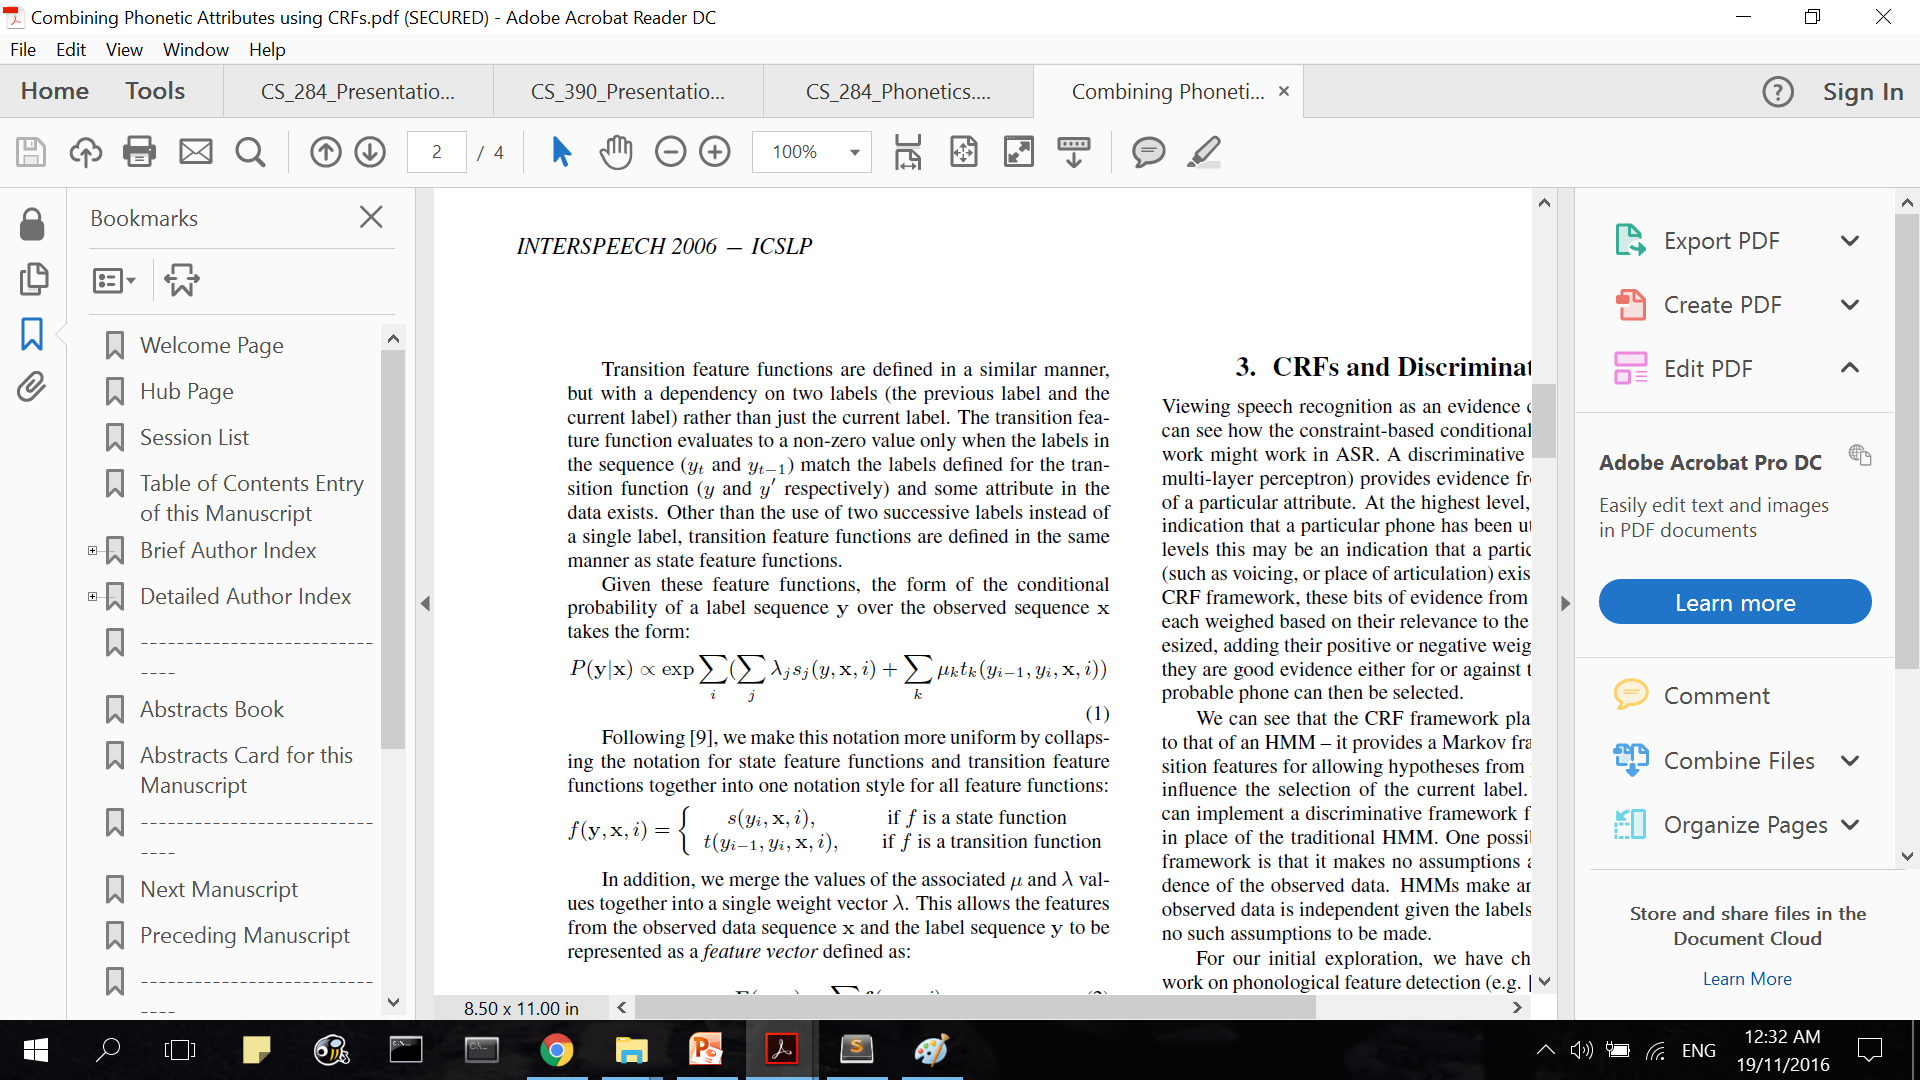 Combining Phonetic Attributes using CRFs.pdf (SECURED) - Adobe Acrobat Reader DC
File Edit View Window Help
Home Tools CS_284_Presentatio... CS_390_Presentatio... CS_284_Phonetics.... Combining Phoneti... × ? Sign In
2 / 4 100%
Bookmarks
Welcome Page
Hub Page
Session List
Table of Contents Entry
of this Manuscript
Brief Author Index
Detailed Author Index
--------------------------
----
Abstracts Book
Abstracts Card for this
Manuscript
--------------------------
----
Next Manuscript
Preceding Manuscript
--------------------------
----
INTERSPEECH 2006 – ICSLP
Transition feature functions are defined in a similar manner,
but with a dependency on two labels (the previous label and the
current label) rather than just the current label. The transition fea-
ture function evaluates to a non-zero value only when the labels in
the sequence (yₜ and yₜ₋₁) match the labels defined for the tran-
sition function (y and y′ respectively) and some attribute in the
data exists. Other than the use of two successive labels instead of
a single label, transition feature functions are defined in the same
manner as state feature functions.
Given these feature functions, the form of the conditional
probability of a label sequence y over the observed sequence x
takes the form:
P(y|x) ∝ exp ∑ᵢ(∑ⱼ λⱼsⱼ(y, x, i) + ∑ₖ μₖtₖ(yᵢ₋₁, yᵢ, x, i))
(1)
Following [9], we make this notation more uniform by collaps-
ing the notation for state feature functions and transition feature
functions together into one notation style for all feature functions:
f(y, x, i) = { s(yᵢ, x, i), if f is a state function
t(yᵢ₋₁, yᵢ, x, i), if f is a transition function
In addition, we merge the values of the associated μ and λ val-
ues together into a single weight vector λ. This allows the features
from the observed data sequence x and the label sequence y to be
represented as a feature vector defined as:
3. CRFs and Discriminat
Viewing speech recognition as an evidence
can see how the constraint-based conditional
work might work in ASR. A discriminative
multi-layer perceptron) provides evidence fr
of a particular attribute. At the highest level,
indication that a particular phone has been u
levels this may be an indication that a partic
(such as voicing, or place of articulation) exis
CRF framework, these bits of evidence from
each weighed based on their relevance to the
esized, adding their positive or negative weig
they are good evidence either for or against t
probable phone can then be selected.
We can see that the CRF framework pla
to that of an HMM – it provides a Markov fra
sition features for allowing hypotheses from
influence the selection of the current label.
can implement a discriminative framework f
in place of the traditional HMM. One possi
framework is that it makes no assumptions
dence of the observed data. HMMs make an
observed data is independent given the labels
no such assumptions to be made.
For our initial exploration, we have ch
work on phonological feature detection (e.g. [
8.50 x 11.00 in
Export PDF
Create PDF
Edit PDF
Adobe Acrobat Pro DC
Easily edit text and images
in PDF documents
Learn more
Comment
Combine Files
Organize Pages
Store and share files in the
Document Cloud
Learn More
ENG
12:32 AM
19/11/2016